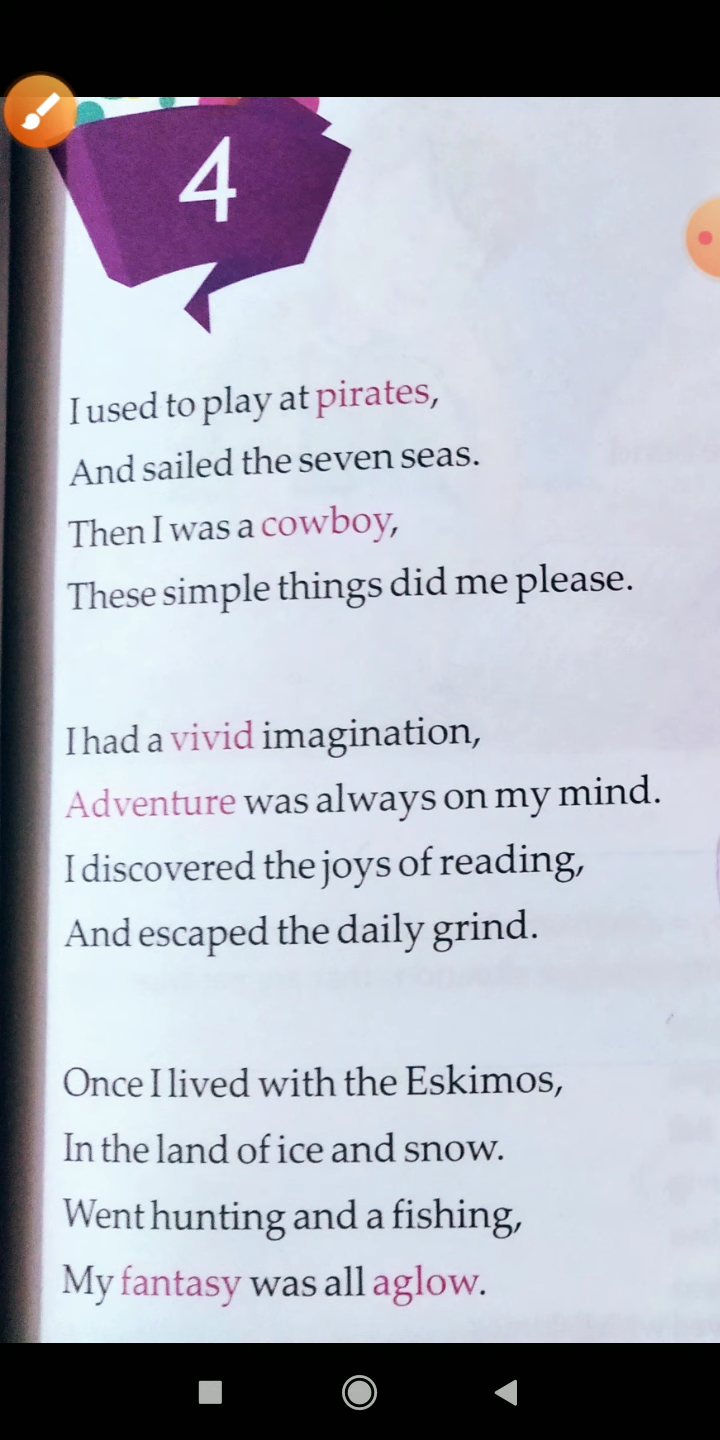 4
I used to play at pirates,
And sailed the seven seas.
Then I was a cowboy,
These simple things did me please.
I had a vivid imagination,
Adventure was always on my mind.
I discovered the joys of reading,
And escaped the daily grind.
Once I lived with the Eskimos,
In the land of ice and snow.
Went hunting and a fishing,
My fantasy was all aglow.